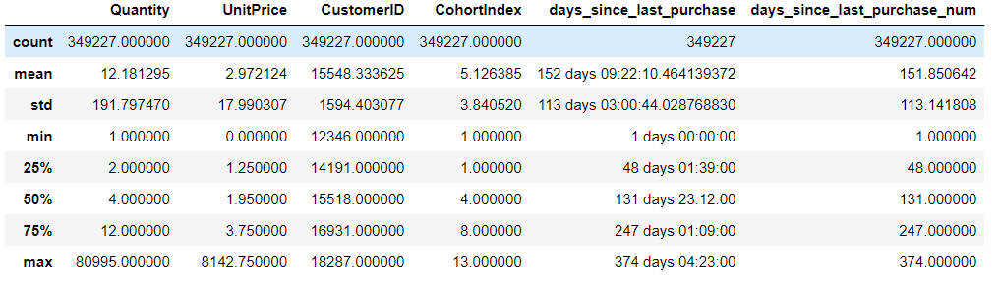 Quantity UnitPrice CustomerID CohortIndex days_since_last_purchase days_since_last_purchase_num
count 349227.000000 349227.000000 349227.000000 349227.000000 349227 349227.000000
mean 12.181295 2.972124 15548.333625 5.126385 152 days 09:22:10.464139372 151.850642
std 191.797470 17.990307 1594.403077 3.840520 113 days 03:00:44.028768830 113.141808
min 1.000000 0.000000 12346.000000 1.000000 1 days 00:00:00 1.000000
25% 2.000000 1.250000 14191.000000 1.000000 48 days 01:39:00 48.000000
50% 4.000000 1.950000 15518.000000 4.000000 131 days 23:12:00 131.000000
75% 12.000000 3.750000 16931.000000 8.000000 247 days 01:09:00 247.000000
max 80995.000000 8142.750000 18287.000000 13.000000 374 days 04:23:00 374.000000